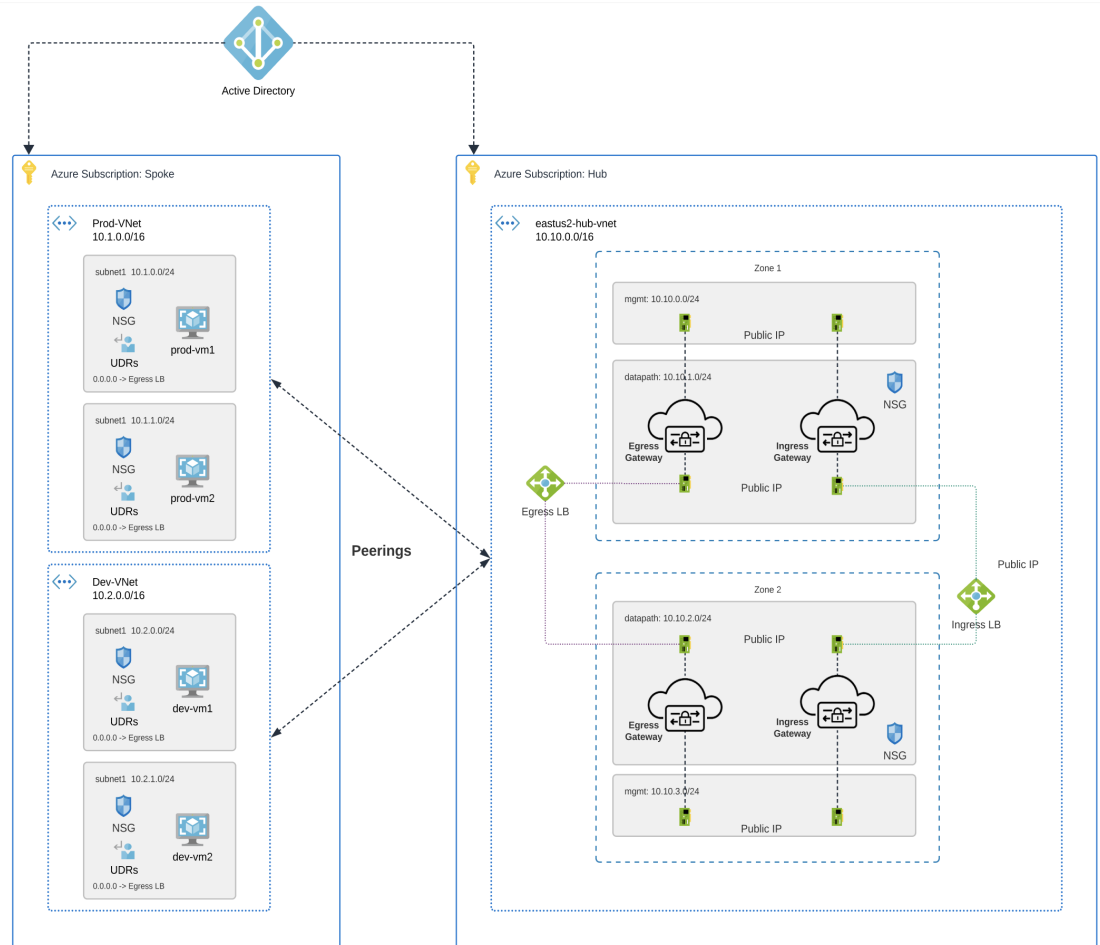 Active Directory
Azure Subscription: Spoke
Prod-VNet
10.1.0.0/16
subnet1  10.1.0.0/24
NSG
UDRs
prod-vm1
0.0.0.0 -> Egress LB
subnet1  10.1.1.0/24
NSG
UDRs
prod-vm2
0.0.0.0 -> Egress LB
Dev-VNet
10.2.0.0/16
subnet1  10.2.0.0/24
NSG
UDRs
dev-vm1
0.0.0.0 -> Egress LB
subnet1  10.2.1.0/24
NSG
UDRs
dev-vm2
0.0.0.0 -> Egress LB
Peerings
Azure Subscription: Hub
eastus2-hub-vnet
10.10.0.0/16
Zone 1
mgmt: 10.10.0.0/24
Public IP
datapath: 10.10.1.0/24
NSG
Egress
Gateway
Ingress
Gateway
Public IP
Egress LB
Public IP
Ingress LB
Zone 2
datapath: 10.10.2.0/24
Public IP
Egress
Gateway
Ingress
Gateway
NSG
mgmt: 10.10.3.0/24
Public IP